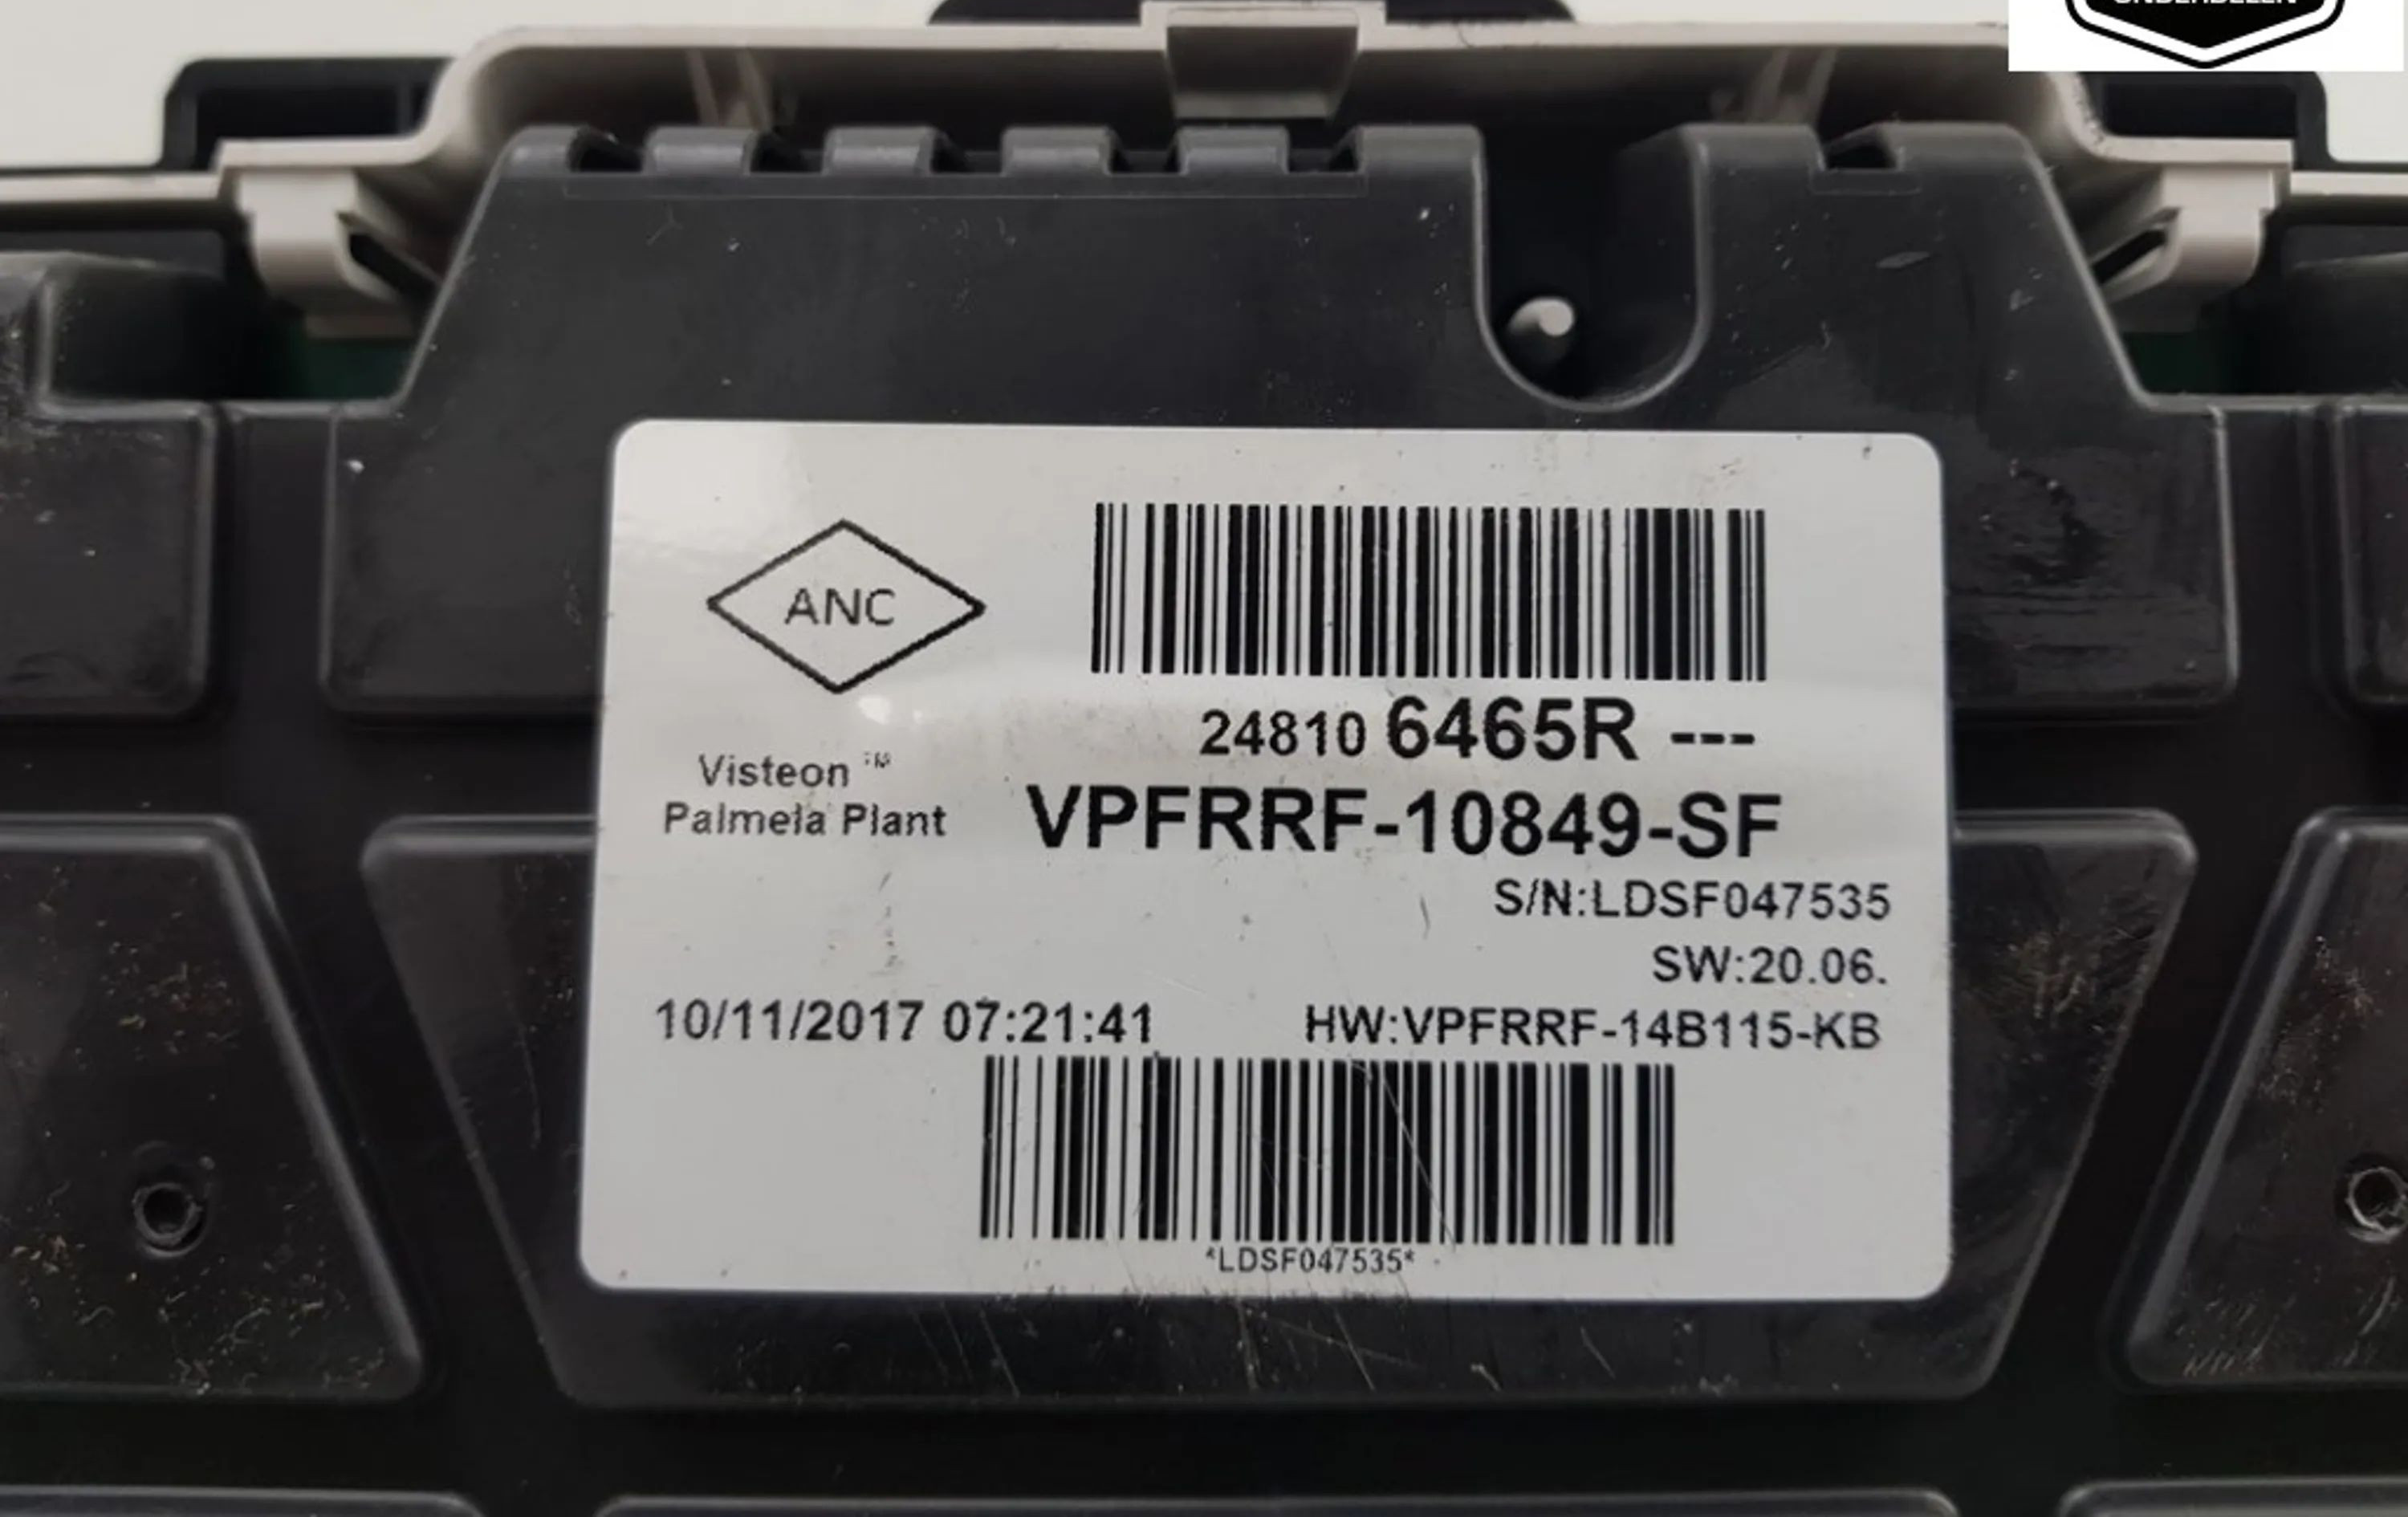 ANC
24810 6465R ---
Visteon ™
Palmela Plant
VPFRRF-10849-SF
S/N:LDSF047535
SW:20.06.
10/11/2017 07:21:41
HW:VPFRRF-14B115-KB
*LDSF047535*